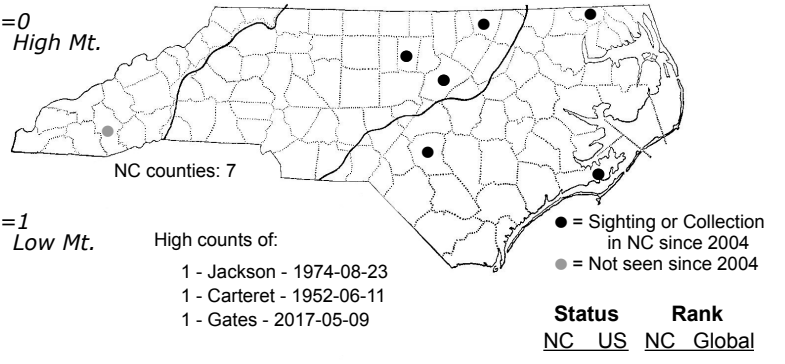 =0
High Mt.
NC counties: 7
=1
Low Mt.
High counts of:
1 - Jackson - 1974-08-23
1 - Carteret - 1952-06-11
1 - Gates - 2017-05-09
= Sighting or Collection
in NC since 2004
= Not seen since 2004
Status Rank
NC US NC Global